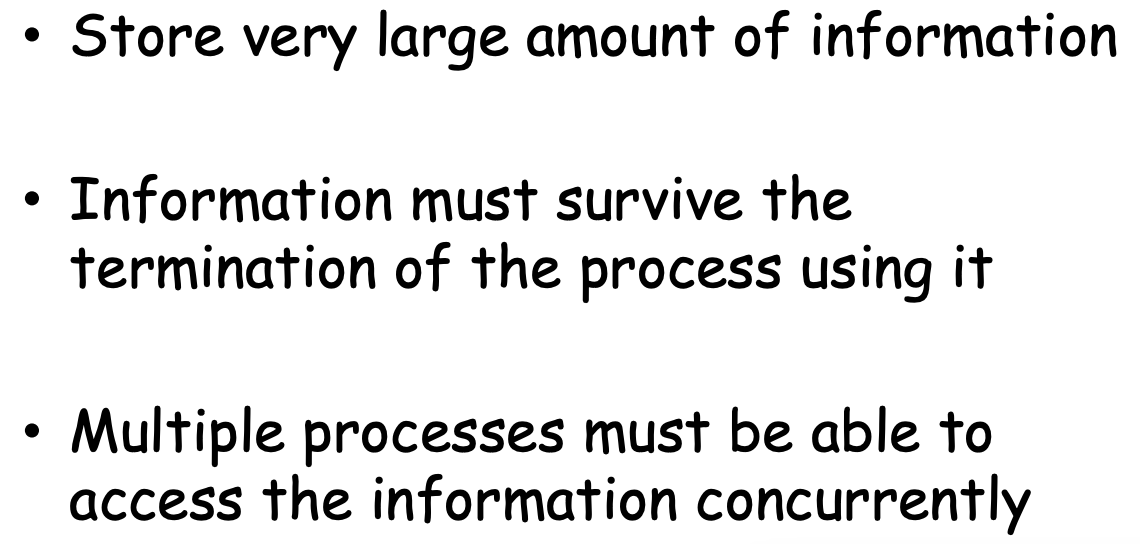 • Store very large amount of information
• Information must survive the
termination of the process using it
• Multiple processes must be able to
access the information concurrently